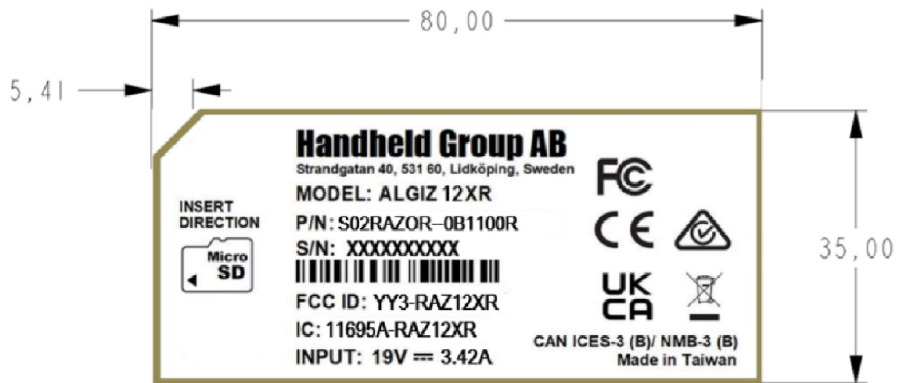 80,00
5,41
Handheld Group AB
Strandgatan 40, 531 60, Lidköping, Sweden
MODEL: ALGIZ 12XR
P/N: S02RAZOR-0B1100R
S/N: XXXXXXXXXX
FCC ID: YY3-RAZ12XR
IC: 11695A-RAZ12XR
INPUT: 19V ⎓ 3.42A
INSERT
DIRECTION
Micro
SD
FC
CE
UK
CA
CAN ICES-3 (B)/ NMB-3 (B)
Made in Taiwan
35,00